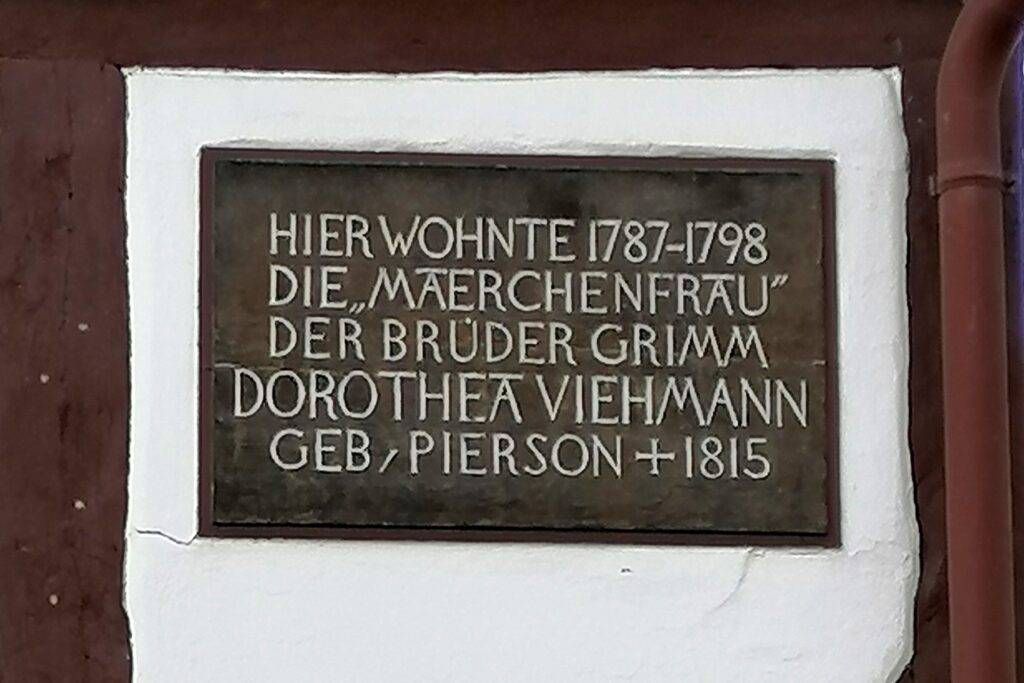 HIER WOHNTE 1787-1798
DIE „MAERCHENFRAU"
DER BRÜDER GRIMM
DOROTHEA VIEHMANN
GEB, PIERSON + 1815